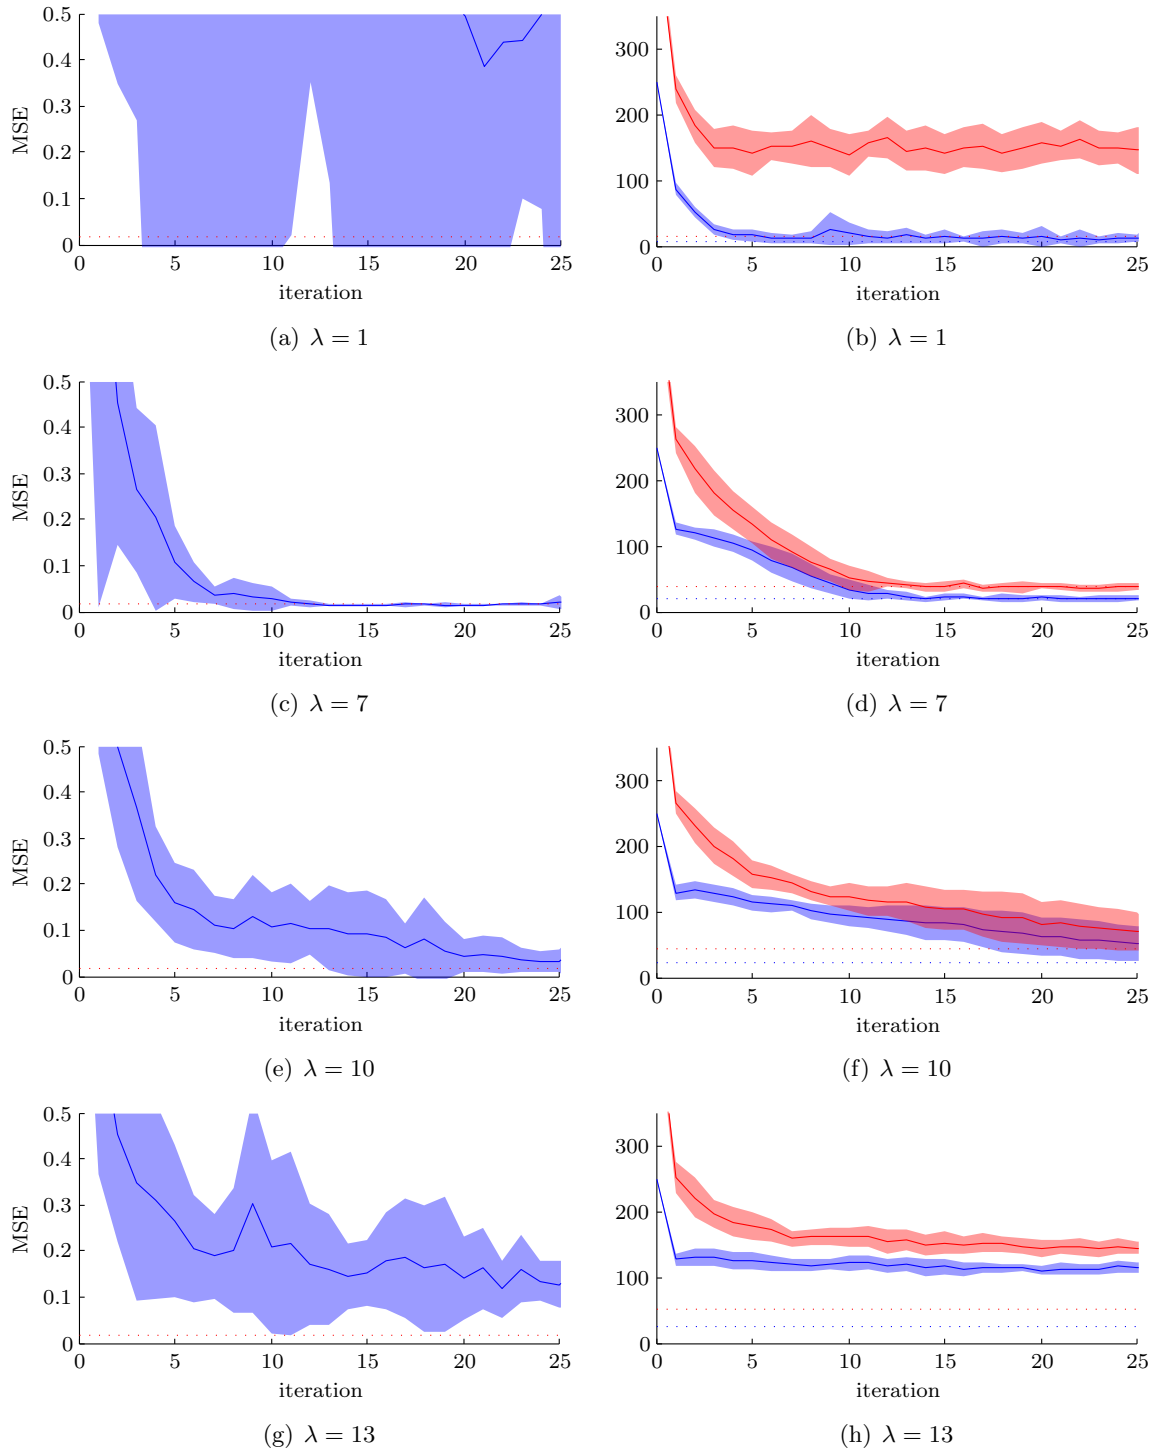 0.5
0.4
0.3
0.2
0.1
0
MSE
0 5 10 15 20 25
iteration
(a) λ = 1
300
200
100
0
0 5 10 15 20 25
iteration
(b) λ = 1
0.5
0.4
0.3
0.2
0.1
0
MSE
0 5 10 15 20 25
iteration
(c) λ = 7
300
200
100
0
0 5 10 15 20 25
iteration
(d) λ = 7
0.5
0.4
0.3
0.2
0.1
0
MSE
0 5 10 15 20 25
iteration
(e) λ = 10
300
200
100
0
0 5 10 15 20 25
iteration
(f) λ = 10
0.5
0.4
0.3
0.2
0.1
0
MSE
0 5 10 15 20 25
iteration
(g) λ = 13
300
200
100
0
0 5 10 15 20 25
iteration
(h) λ = 13